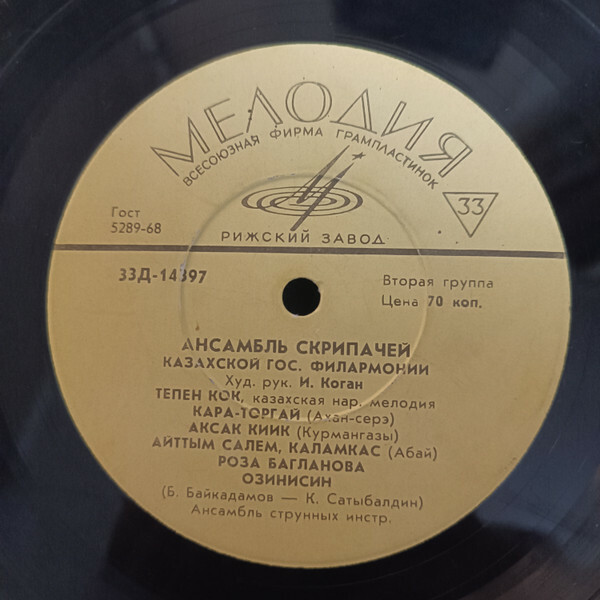 МЕЛОДИЯ
ВСЕСОЮЗНАЯ ФИРМА ГРАМПЛАСТИНОК
33
Гост
5289-68
РИЖСКИЙ ЗАВОД
33Д-14397
Вторая группа
Цена 70 коп.
АНСАМБЛЬ СКРИПАЧЕЙ
КАЗАХСКОЙ ГОС. ФИЛАРМОНИИ
Худ. рук. И. Коган
ТЕПЕН КОК, казахская нар. мелодия
КАРА-ТОРГАЙ (Ахан-серэ)
АКСАК КИИК (Курмангазы)
АЙТТЫМ САЛЕМ, КАЛАМКАС (Абай)
РОЗА БАГЛАНОВА
ОЗИНИСИН
(Б. Байкадамов — К. Сатыбалдин)
Ансамбль струнных инстр.